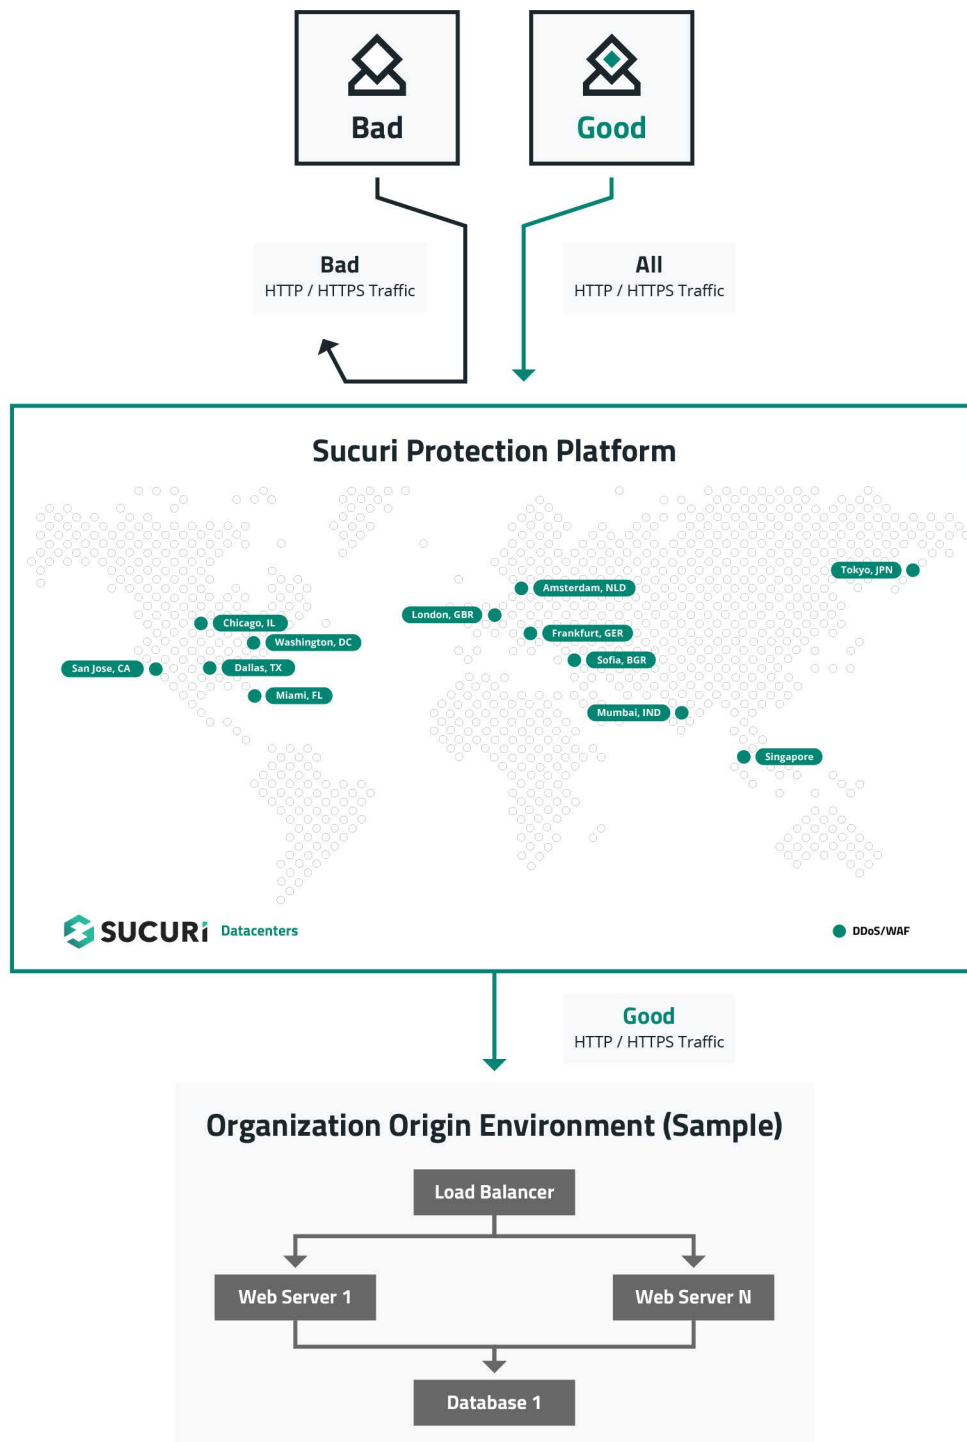 Bad
Good
Bad
HTTP / HTTPS Traffic
All
HTTP / HTTPS Traffic
Sucuri Protection Platform
Tokyo, JPN
Amsterdam, NLD
London, GBR
Chicago, IL
Frankfurt, GER
Washington, DC
Sofia, BGR
San Jose, CA
Dallas, TX
Miami, FL
Mumbai, IND
Singapore
SUCURi Datacenters
DDoS/WAF
Good
HTTP / HTTPS Traffic
Organization Origin Environment (Sample)
Load Balancer
Web Server 1
Web Server N
Database 1